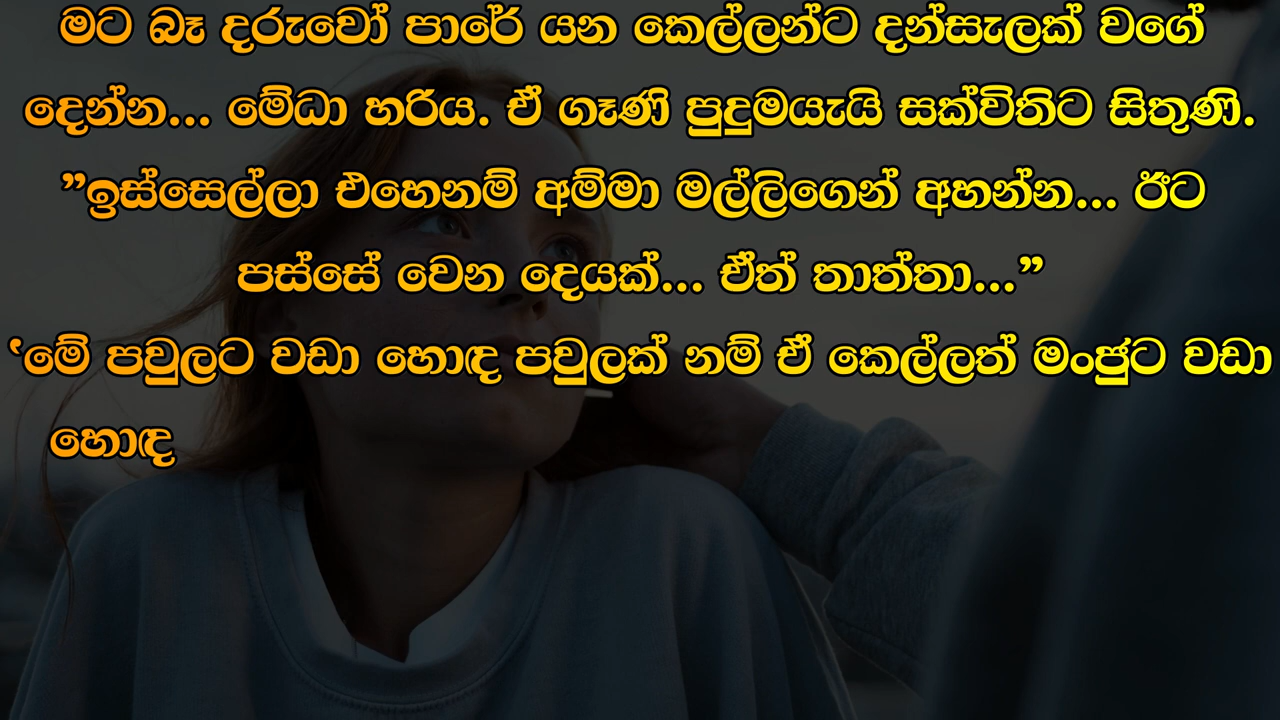 මට බෑ දරුවෝ පාරේ යන කෙල්ලන්ට දන්සැලක් වගේ
දෙන්න... මේධා හරිය. ඒ ගෑණි පුදුමයැයි සක්විතිට සිතුණි.
”ඉස්සෙල්ලා එහෙනම් අම්මා මල්ලිගෙන් අහන්න... ඊට
පස්සේ වෙන දෙයක්... ඒත් තාත්තා...”
‘මේ පවුලට වඩා හොඳ පවුලක් නම් ඒ කෙල්ලත් මංජුට වඩා
හොඳ